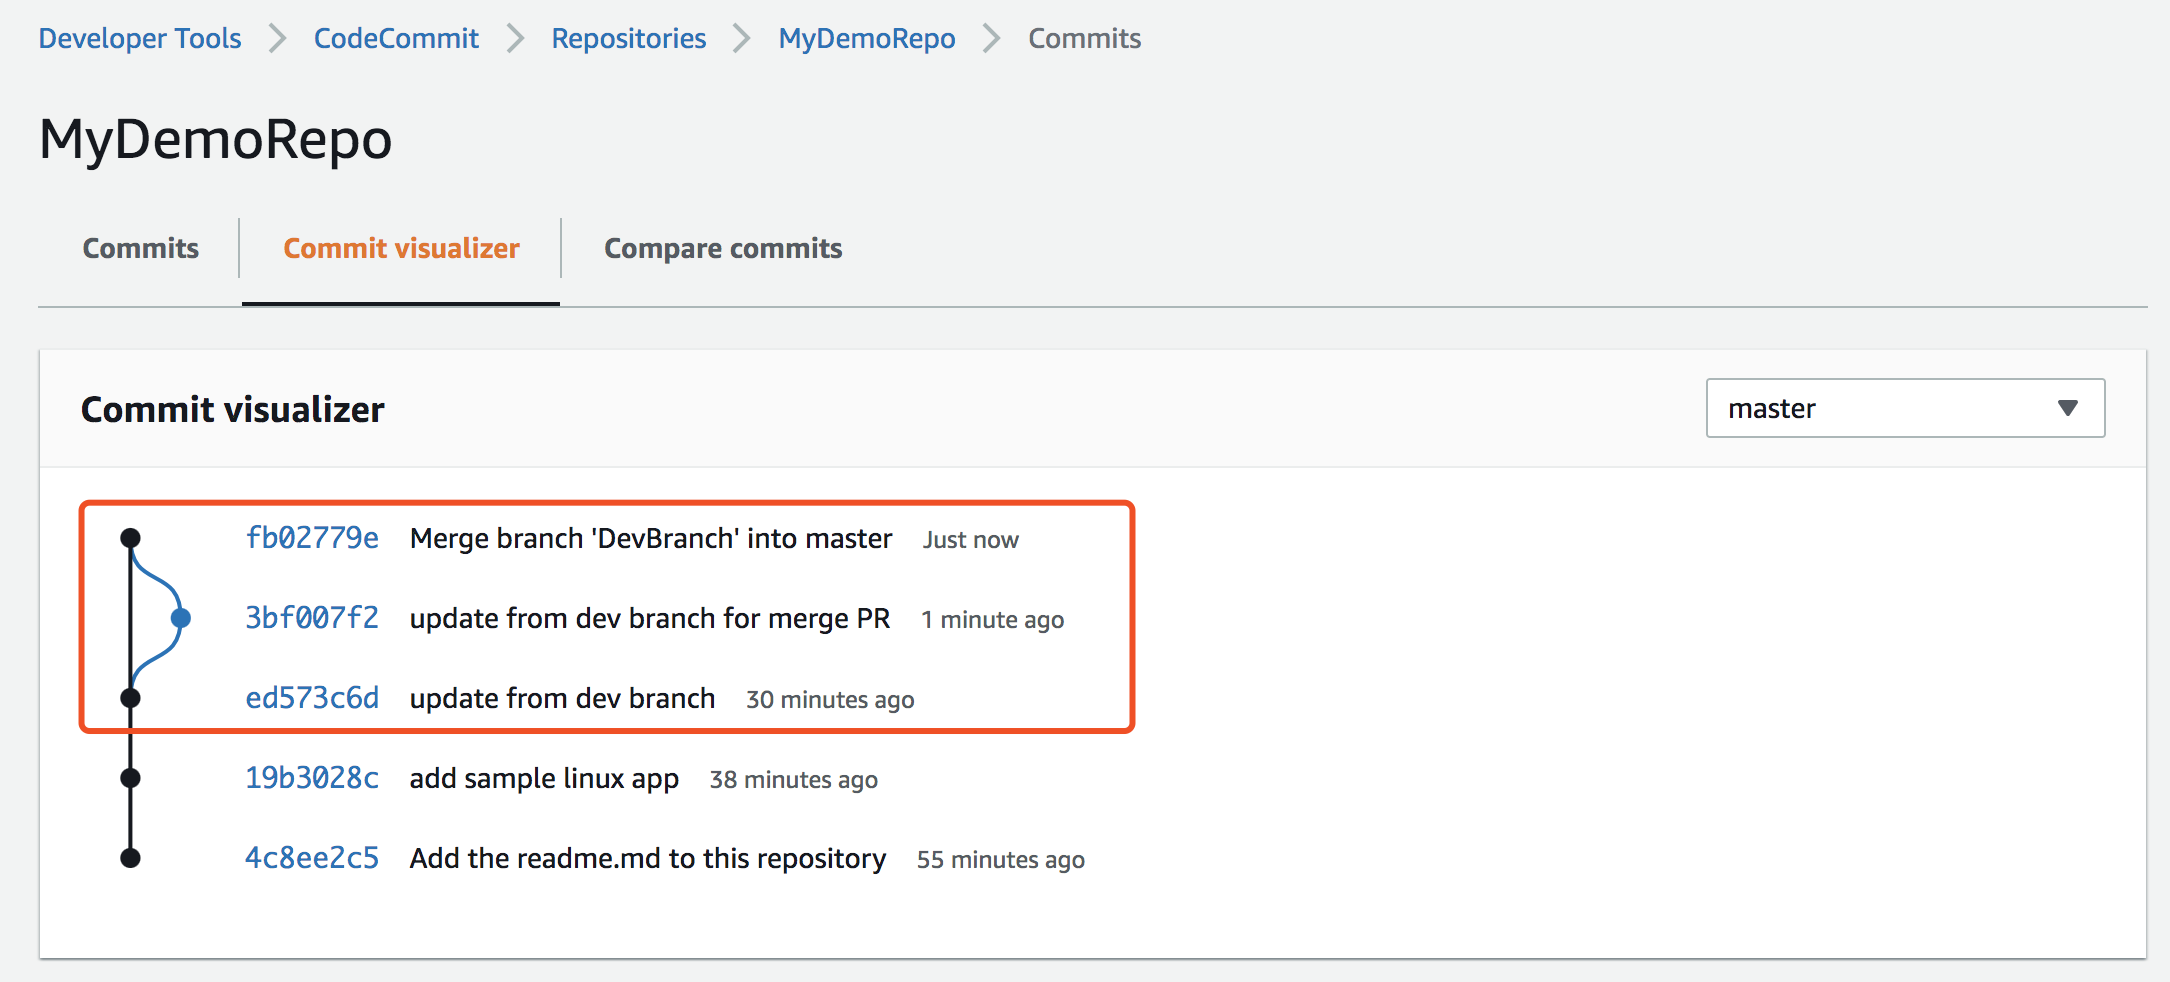 Developer Tools > CodeCommit > Repositories > MyDemoRepo > Commits
MyDemoRepo
Commits Commit visualizer Compare commits
Commit visualizer master
fb02779e Merge branch 'DevBranch' into master Just now
3bf007f2 update from dev branch for merge PR 1 minute ago
ed573c6d update from dev branch 30 minutes ago
19b3028c add sample linux app 38 minutes ago
4c8ee2c5 Add the readme.md to this repository 55 minutes ago